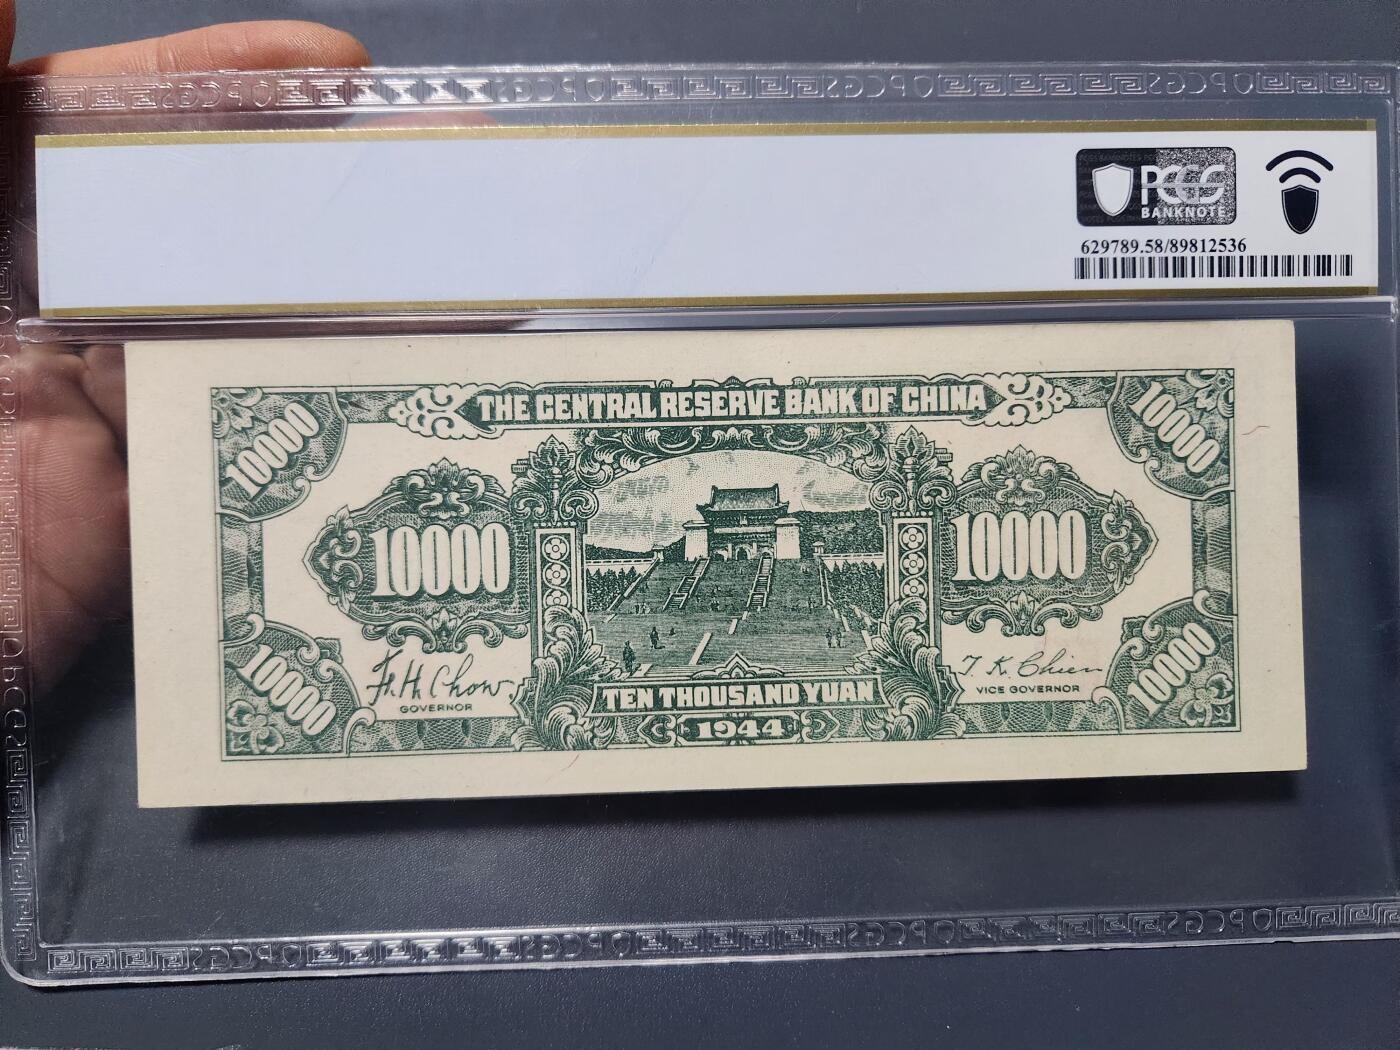 PCGS
BANKNOTE
629789.58/89812536
THE CENTRAL RESERVE BANK OF CHINA
10000
10000
10000
10000
F. H. Chow.
GOVERNOR
T. K. Chien
VICE GOVERNOR
10000
10000
TEN THOUSAND YUAN
1944